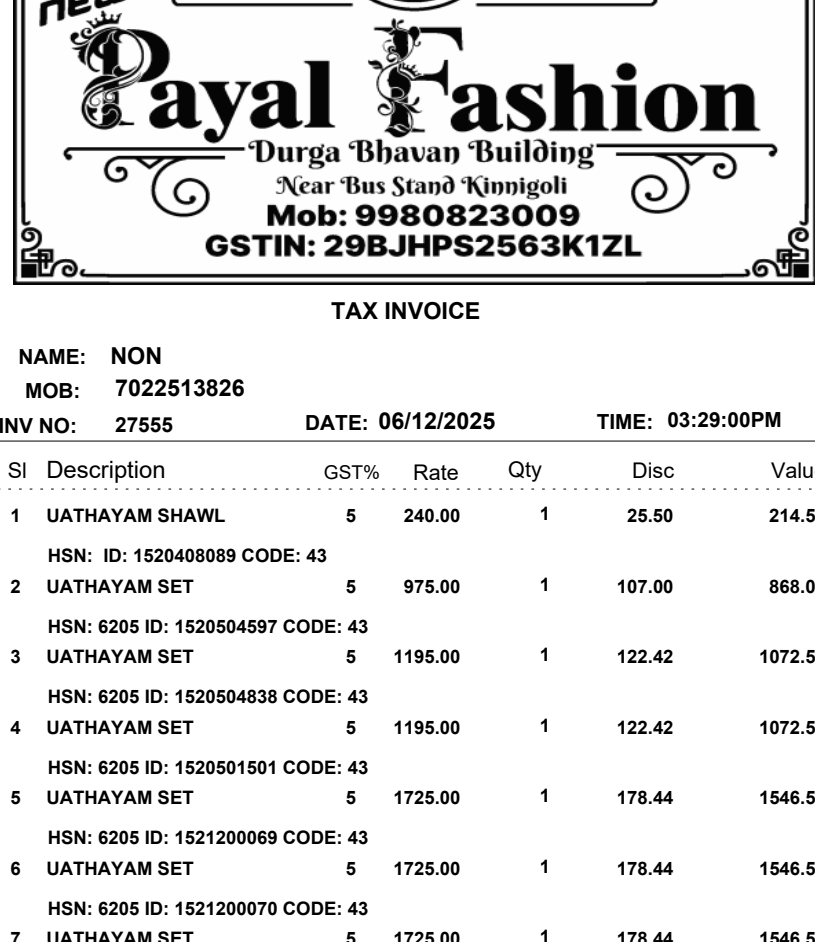 Payal Fashion
Durga Bhavan Building
Near Bus Stand Kinnigoli
Mob: 9980823009
GSTIN: 29BJHPS2563K1ZL
TAX INVOICE
NAME: NON
MOB: 7022513826
INV NO: 27555 DATE: 06/12/2025 TIME: 03:29:00PM
Sl Description GST% Rate Qty Disc Valu
1 UATHAYAM SHAWL 5 240.00 1 25.50 214.5
HSN: ID: 1520408089 CODE: 43
2 UATHAYAM SET 5 975.00 1 107.00 868.0
HSN: 6205 ID: 1520504597 CODE: 43
3 UATHAYAM SET 5 1195.00 1 122.42 1072.5
HSN: 6205 ID: 1520504838 CODE: 43
4 UATHAYAM SET 5 1195.00 1 122.42 1072.5
HSN: 6205 ID: 1520501501 CODE: 43
5 UATHAYAM SET 5 1725.00 1 178.44 1546.5
HSN: 6205 ID: 1521200069 CODE: 43
6 UATHAYAM SET 5 1725.00 1 178.44 1546.5
HSN: 6205 ID: 1521200070 CODE: 43
7 UATHAYAM SET 5 1725.00 1 178.44 1546.5